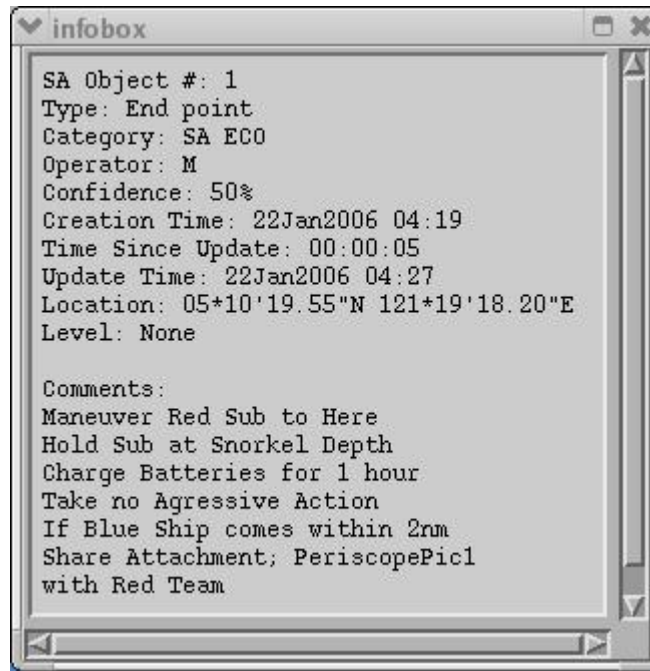 infobox
SA Object #: 1
Type: End point
Category: SA ECO
Operator: M
Confidence: 50%
Creation Time: 22Jan2006 04:19
Time Since Update: 00:00:05
Update Time: 22Jan2006 04:27
Location: 05*10'19.55"N 121*19'18.20"E
Level: None
Comments:
Maneuver Red Sub to Here
Hold Sub at Snorkel Depth
Charge Batteries for 1 hour
Take no Agressive Action
If Blue Ship comes within 2nm
Share Attachment; PeriscopePic1
with Red Team